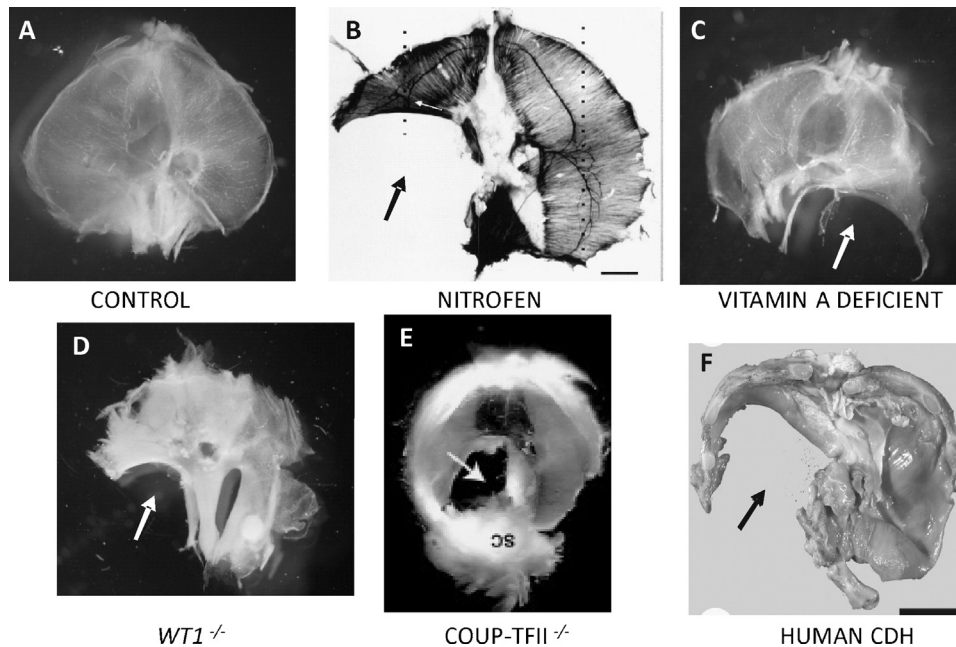 A
B
C
CONTROL
NITROFEN
VITAMIN A DEFICIENT
D
E
F
SC
WT1 -/-
COUP-TFII -/-
HUMAN CDH